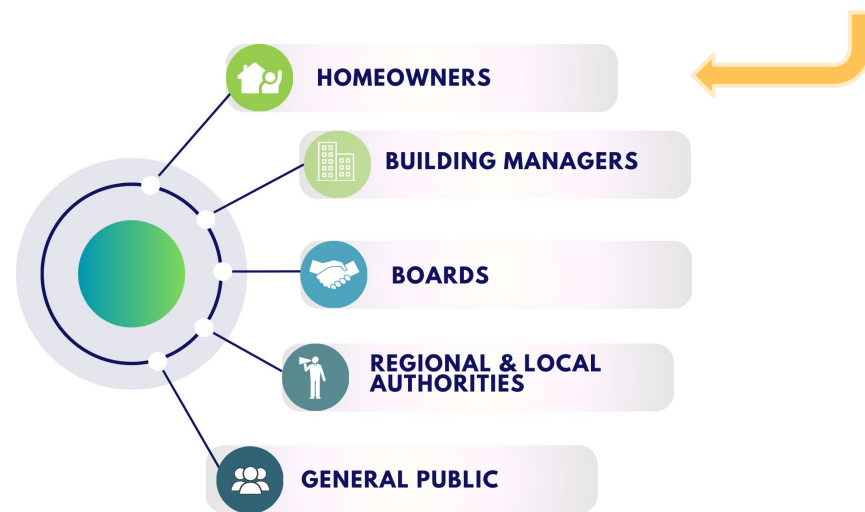 HOMEOWNERS
BUILDING MANAGERS
BOARDS
REGIONAL & LOCAL
AUTHORITIES
GENERAL PUBLIC